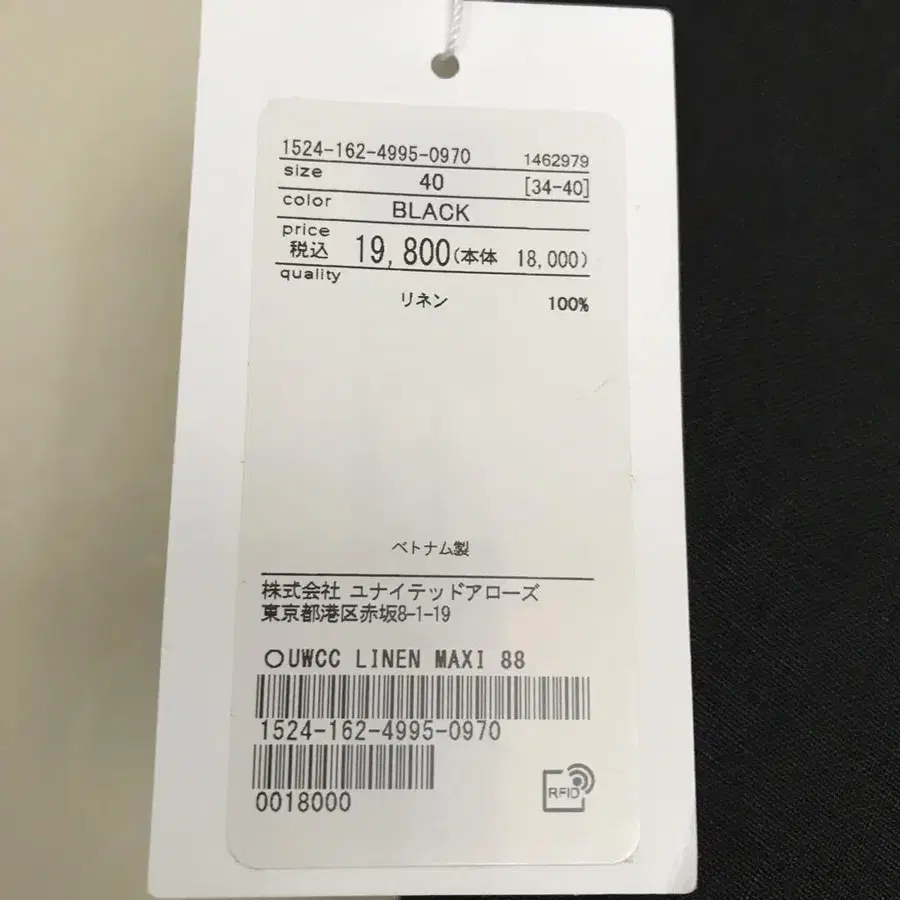 1524-162-4995-0970 1462979
size 40 [34-40]
color BLACK
price
税込 19,800(本体 18,000)
quality
リネン 100%
ベトナム製
株式会社 ユナイテッドアローズ
東京都港区赤坂8-1-19
○UWCC LINEN MAXI 88
1524-162-4995-0970
0018000
RFID